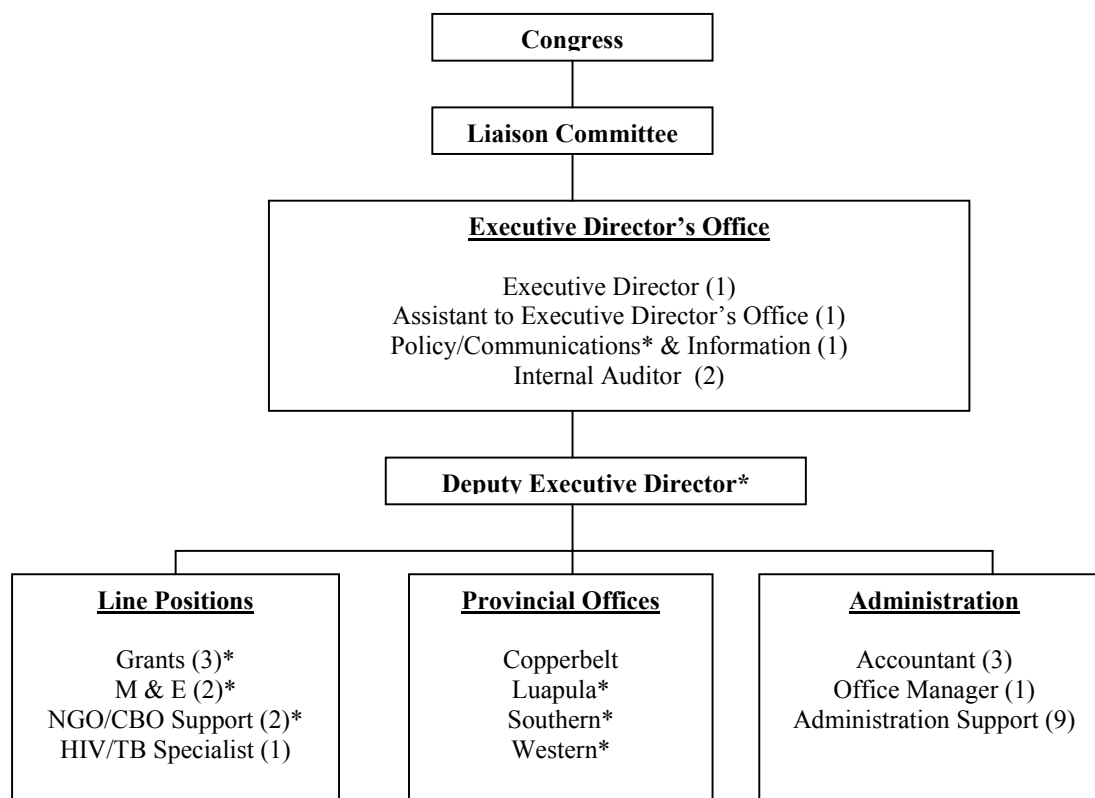 Congress
Liaison Committee
Executive Director’s Office
Executive Director (1)
Assistant to Executive Director’s Office (1)
Policy/Communications* & Information (1)
Internal Auditor (2)
Deputy Executive Director*
Line Positions
Grants (3)*
M & E (2)*
NGO/CBO Support (2)*
HIV/TB Specialist (1)
Provincial Offices
Copperbelt
Luapula*
Southern*
Western*
Administration
Accountant (3)
Office Manager (1)
Administration Support (9)